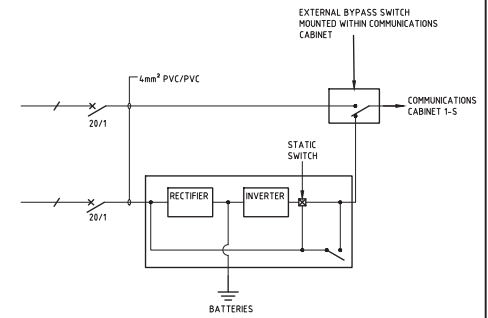 EXTERNAL BYPASS SWITCH
MOUNTED WITHIN COMMUNICATIONS
CABINET
4mm² PVC/PVC
COMMUNICATIONS
CABINET 1-S
20/1
STATIC
SWITCH
RECTIFIER
INVERTER
20/1
BATTERIES